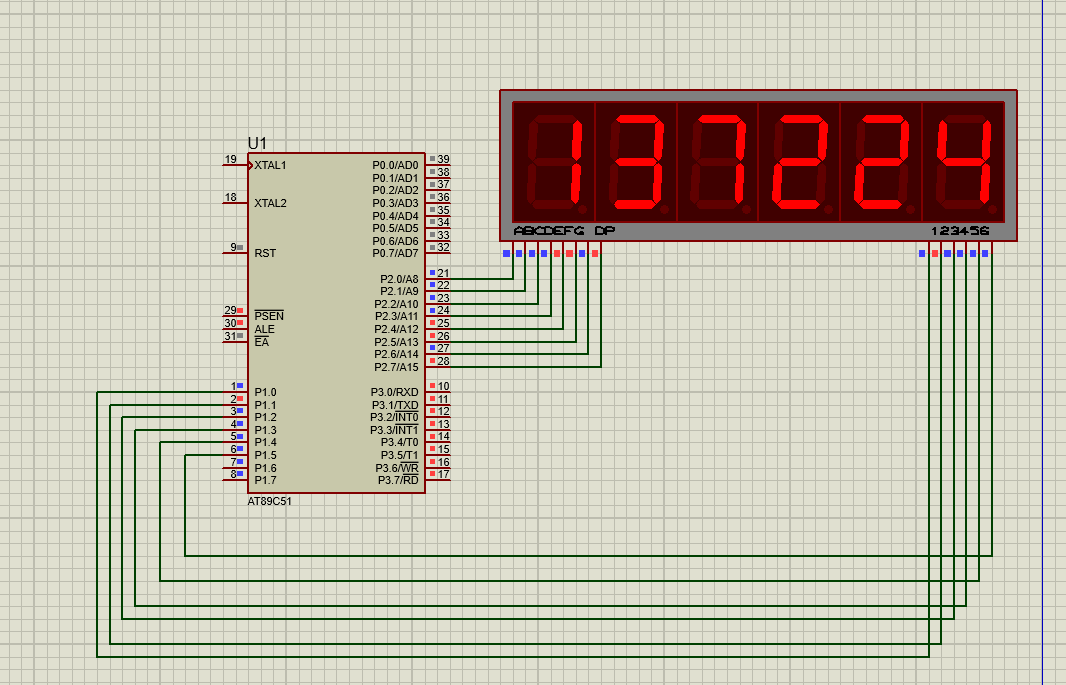 137224
ABCDEFG DP
123456
U1
19 XTAL1
18 XTAL2
9 RST
29 PSEN
30 ALE
31 EA
1 P1.0
2 P1.1
3 P1.2
4 P1.3
5 P1.4
6 P1.5
7 P1.6
8 P1.7
P0.0/AD0 39
P0.1/AD1 38
P0.2/AD2 37
P0.3/AD3 36
P0.4/AD4 35
P0.5/AD5 34
P0.6/AD6 33
P0.7/AD7 32
P2.0/A8 21
P2.1/A9 22
P2.2/A10 23
P2.3/A11 24
P2.4/A12 25
P2.5/A13 26
P2.6/A14 27
P2.7/A15 28
P3.0/RXD 10
P3.1/TXD 11
P3.2/INT0 12
P3.3/INT1 13
P3.4/T0 14
P3.5/T1 15
P3.6/WR 16
P3.7/RD 17
AT89C51